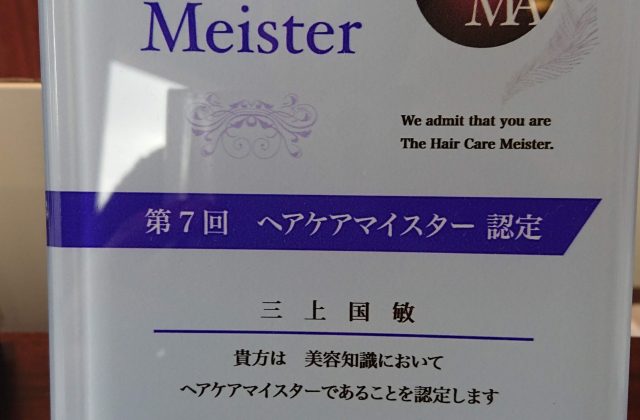 Meister
MA
We admit that you are
The Hair Care Meister.
第7回 ヘアケアマイスター 認定
三上国敏
貴方は 美容知識において
ヘアケアマイスターであることを認定します